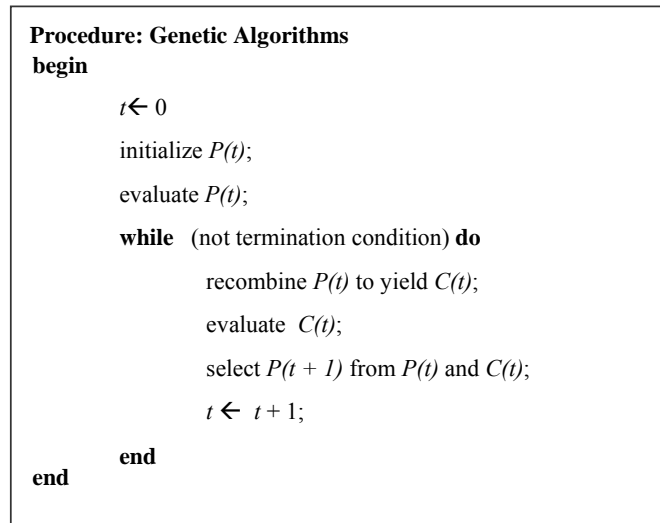 Procedure: Genetic Algorithms
begin
t← 0
initialize P(t);
evaluate P(t);
while (not termination condition) do
recombine P(t) to yield C(t);
evaluate C(t);
select P(t + 1) from P(t) and C(t);
t ← t + 1;
end
end